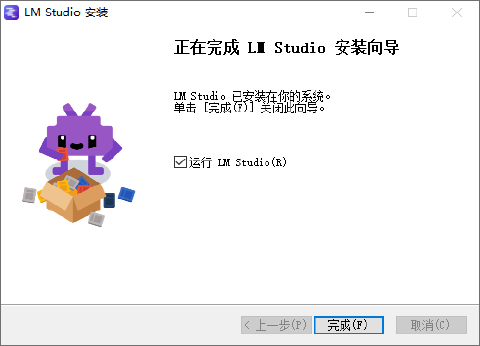 LM Studio 安装
正在完成 LM Studio 安装向导
LM Studio 已安装在你的系统。
单击 [完成(F)] 关闭此向导。
运行 LM Studio(R)
< 上一步(P)
完成(F)
取消(C)